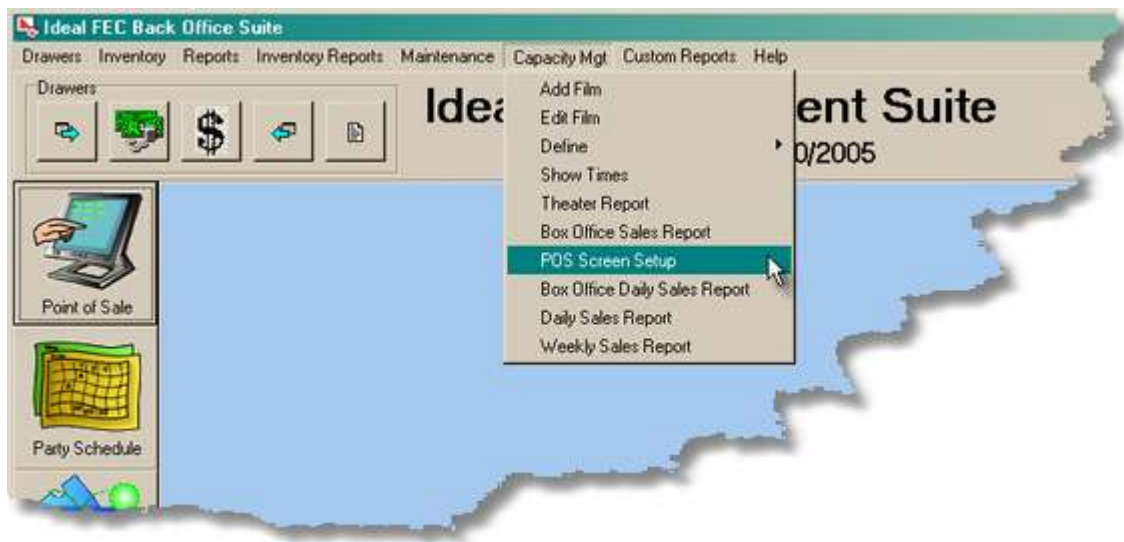 Ideal FEC Back Office Suite
Drawers Inventory Reports Inventory Reports Maintenance Capacity Mgt Custom Reports Help
Drawers
$
Idea ent Suite
0/2005
Add Film
Edit Film
Define
Show Times
Theater Report
Box Office Sales Report
POS Screen Setup
Box Office Daily Sales Report
Daily Sales Report
Weekly Sales Report
Point of Sale
Party Schedule